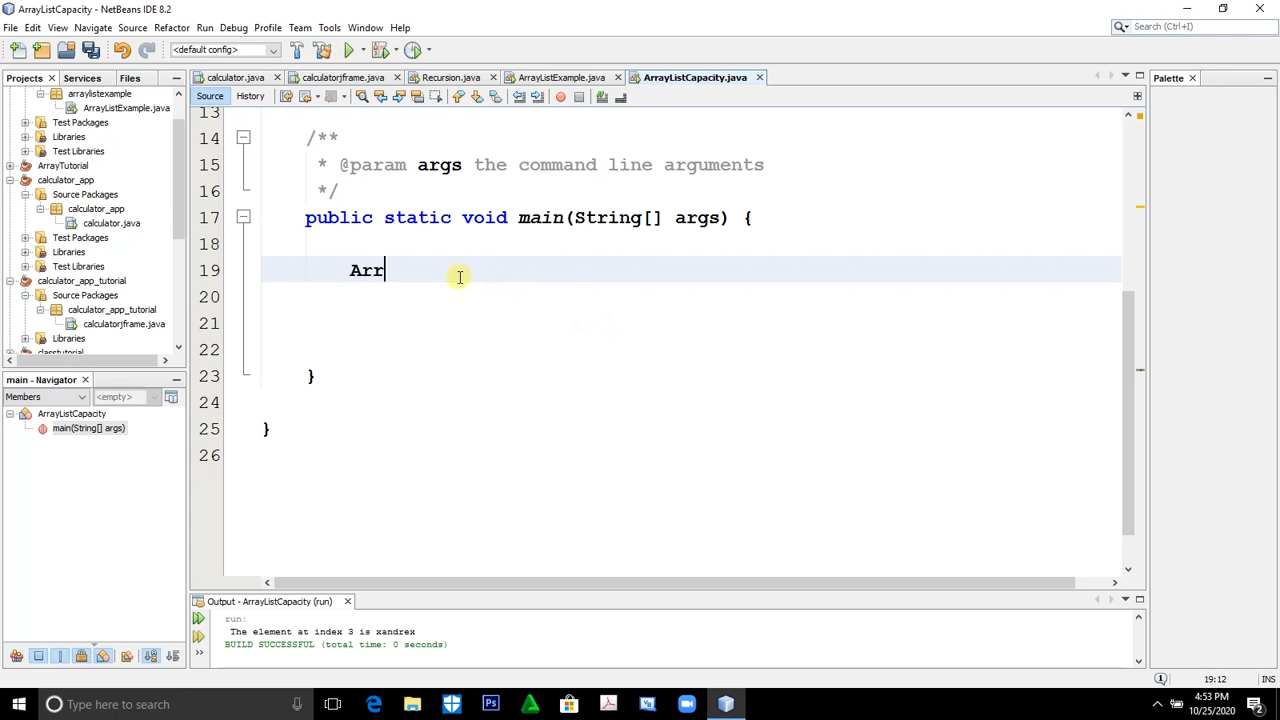 ArrayListCapacity - NetBeans IDE 8.2
File Edit View Navigate Source Refactor Run Debug Profile Team Tools Window Help
Search (Ctrl+I)
<default config>
Projects Services Files
calculator.java calculatorjframe.java Recursion.java ArrayListExample.java ArrayListCapacity.java
Palette
Source History
arraylistexample
ArrayListExample.java
Test Packages
Libraries
Test Libraries
ArrayTutorial
calculator_app
Source Packages
calculator_app
calculator.java
Test Packages
Libraries
Test Libraries
calculator_app_tutorial
Source Packages
calculator_app_tutorial
calculatorjframe.java
Libraries
classtutorial
13
14 /**
15 * @param args the command line arguments
16 */
17 public static void main(String[] args) {
18
19 Arr
20
21
22
23 }
24
25 }
26
main - Navigator
Members <empty>
ArrayListCapacity
main(String[] args)
Output - ArrayListCapacity (run)
run:
The element at index 3 is xandrex
BUILD SUCCESSFUL (total time: 0 seconds)
19:12 INS
Type here to search
4:53 PM
10/25/2020
2